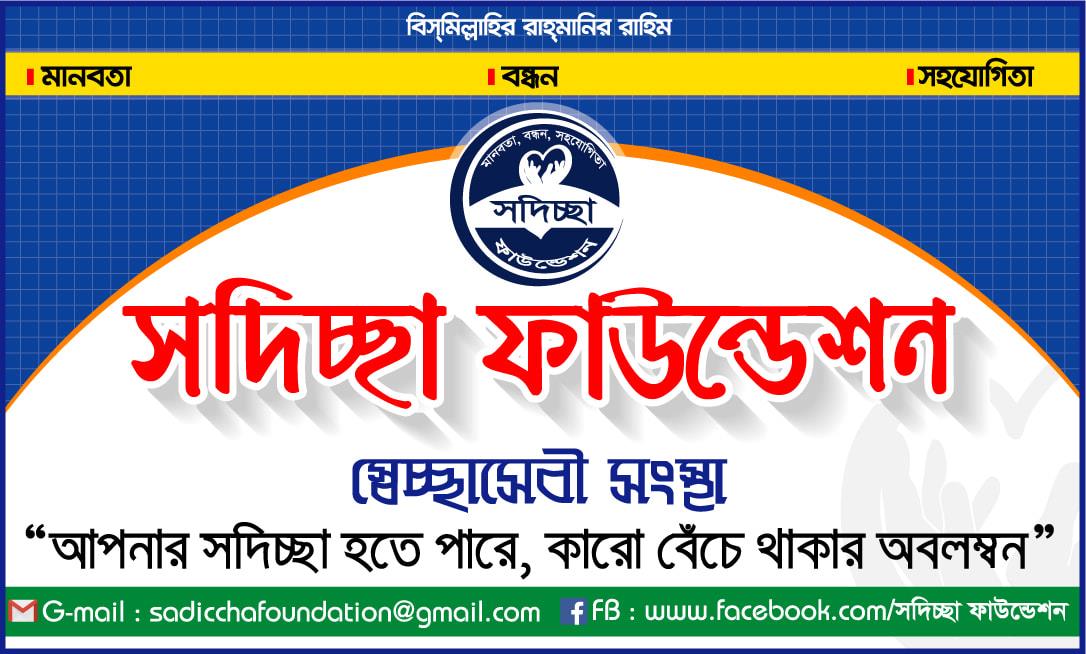 বিস্‌মিল্লাহির রাহ্‌মানির রাহিম
মানবতা বন্ধন সহযোগিতা
মানবতা, বন্ধন, সহযোগিতা
সদিচ্ছা
ফাউন্ডেশন
সদিচ্ছা ফাউন্ডেশন
স্বেচ্ছাসেবী সংস্থা
“আপনার সদিচ্ছা হতে পারে, কারো বেঁচে থাকার অবলম্বন”
G-mail : sadicchafoundation@gmail.com FB : www.facebook.com/সদিচ্ছা ফাউন্ডেশন